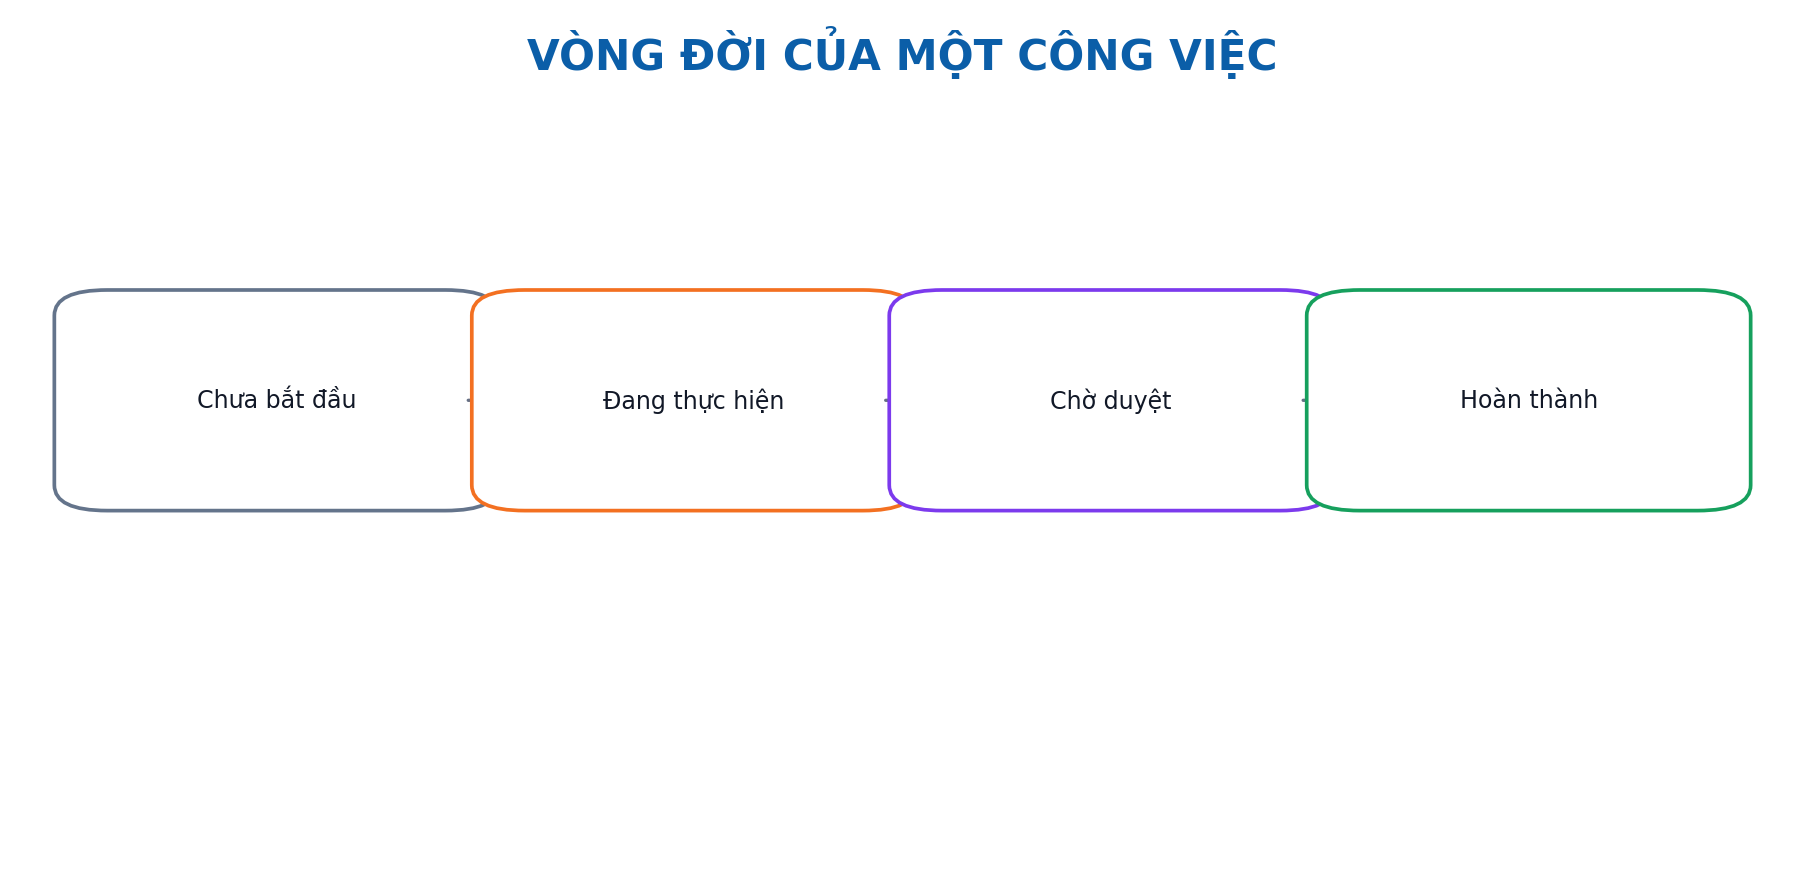 VÒNG ĐỜI CỦA MỘT CÔNG VIỆC
Chưa bắt đầu
Đang thực hiện
Chờ duyệt
Hoàn thành